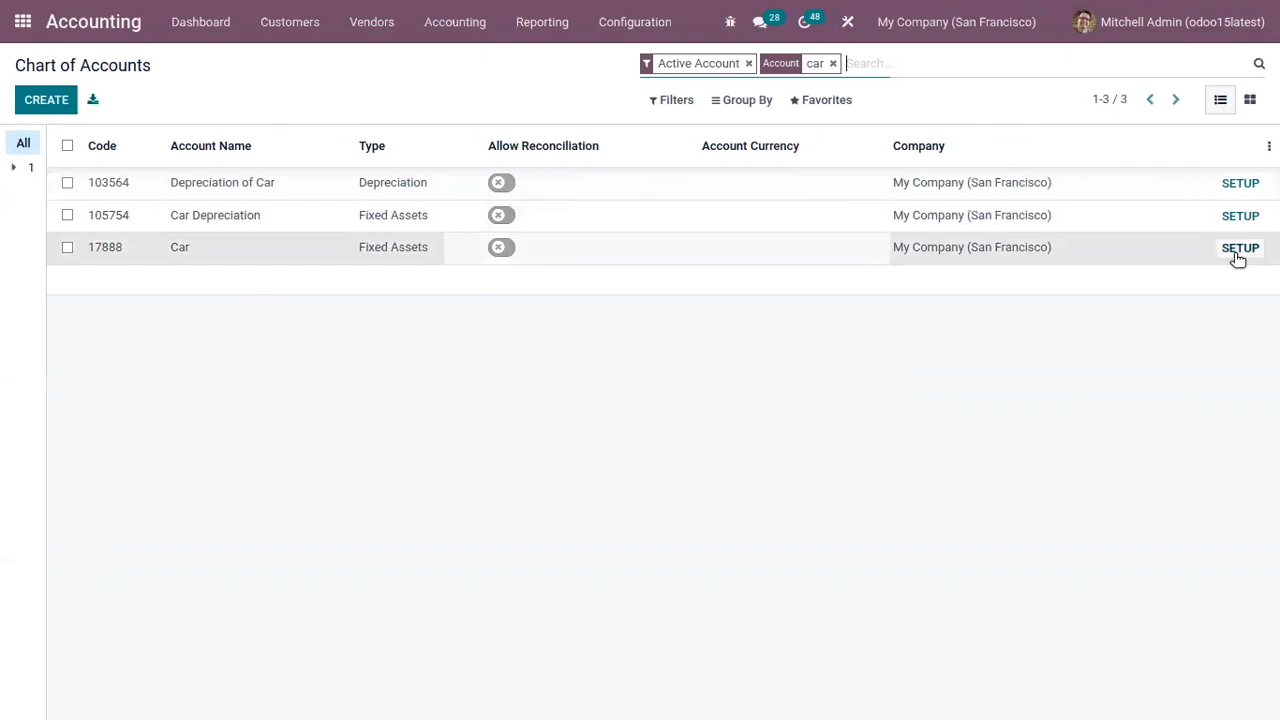 Accounting Dashboard Customers Vendors Accounting Reporting Configuration 28 48 My Company (San Francisco) Mitchell Admin (odoo15latest)
Chart of Accounts Active Account × Account car × Search...
CREATE Filters Group By Favorites 1-3 / 3
All Code Account Name Type Allow Reconciliation Account Currency Company
1
103564 Depreciation of Car Depreciation My Company (San Francisco) SETUP
105754 Car Depreciation Fixed Assets My Company (San Francisco) SETUP
17888 Car Fixed Assets My Company (San Francisco) SETUP